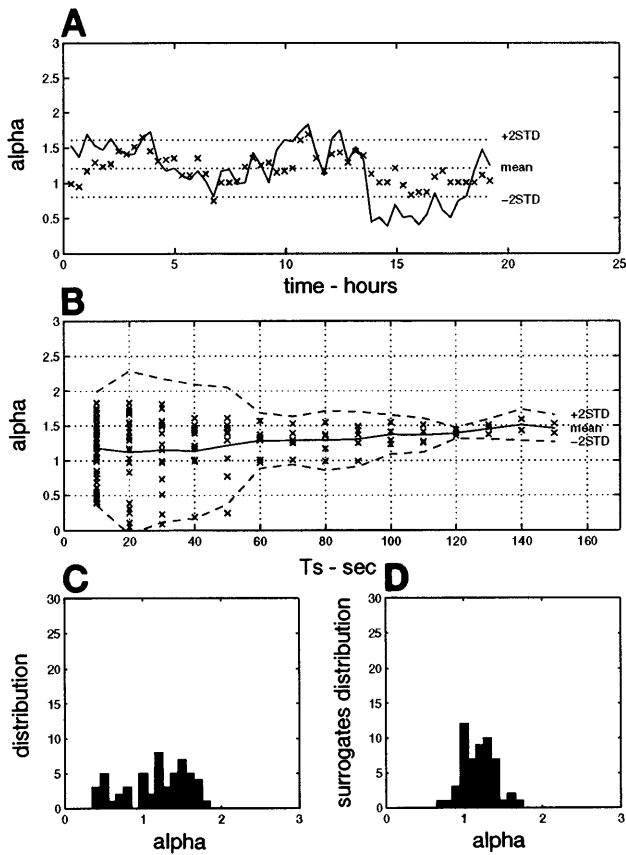 A
3
2.5
2
1.5
1
0.5
0
alpha
+2STD
mean
−2STD
0 5 10 15 20 25
time - hours
B
3
2.5
2
1.5
1
0.5
0
alpha
+2STD
mean
−2STD
0 20 40 60 80 100 120 140 160
Ts - sec
C
30
25
20
15
10
5
0
distribution
0 1 2 3
alpha
D
30
25
20
15
10
5
0
surrogates distribution
0 1 2 3
alpha